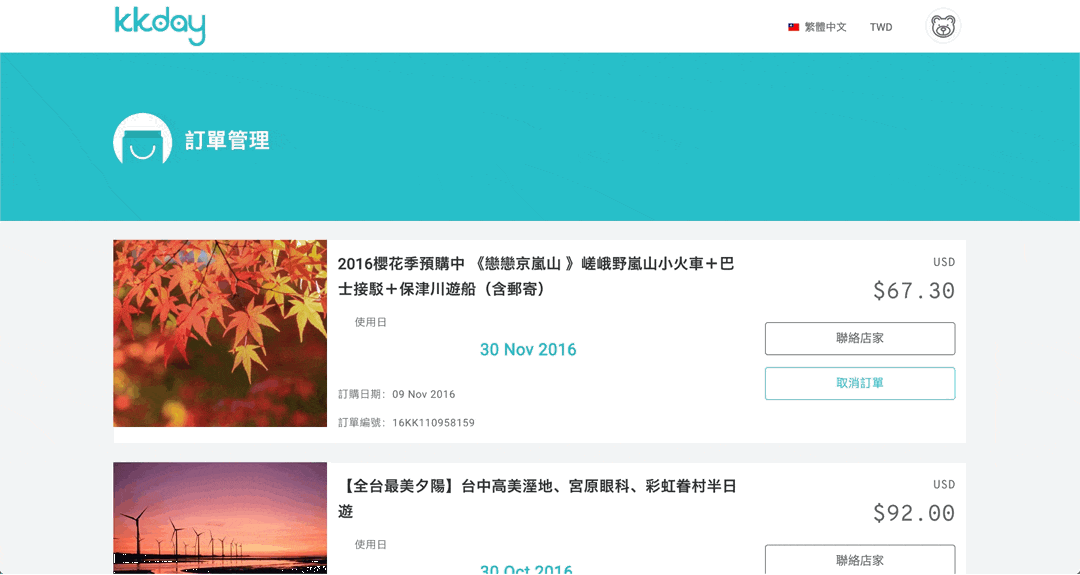 kkday
繁體中文 TWD
訂單管理
2016櫻花季預購中 《戀戀京嵐山 》嵯峨野嵐山小火車＋巴
士接駁＋保津川遊船（含郵寄）
使用日
30 Nov 2016
訂購日期：09 Nov 2016
訂單編號：16KK110958159
USD
$67.30
聯絡店家
取消訂單
【全台最美夕陽】台中高美溼地、宮原眼科、彩虹眷村半日
遊
使用日
30 Oct 2016
USD
$92.00
聯絡店家